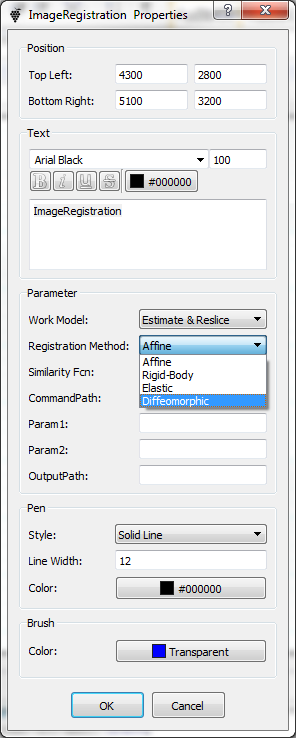 ImageRegistration Properties
Position
Top Left: 4300 2800
Bottom Right: 5100 3200
Text
Arial Black 100
B i U S #000000
ImageRegistration
Parameter
Work Model: Estimate & Reslice
Registration Method: Affine
Affine
Similarity Fcn: Rigid-Body
Elastic
CommandPath: Diffeomorphic
Param1:
Param2:
OutputPath:
Pen
Style: Solid Line
Line Width: 12
Color: #000000
Brush
Color: Transparent
OK Cancel